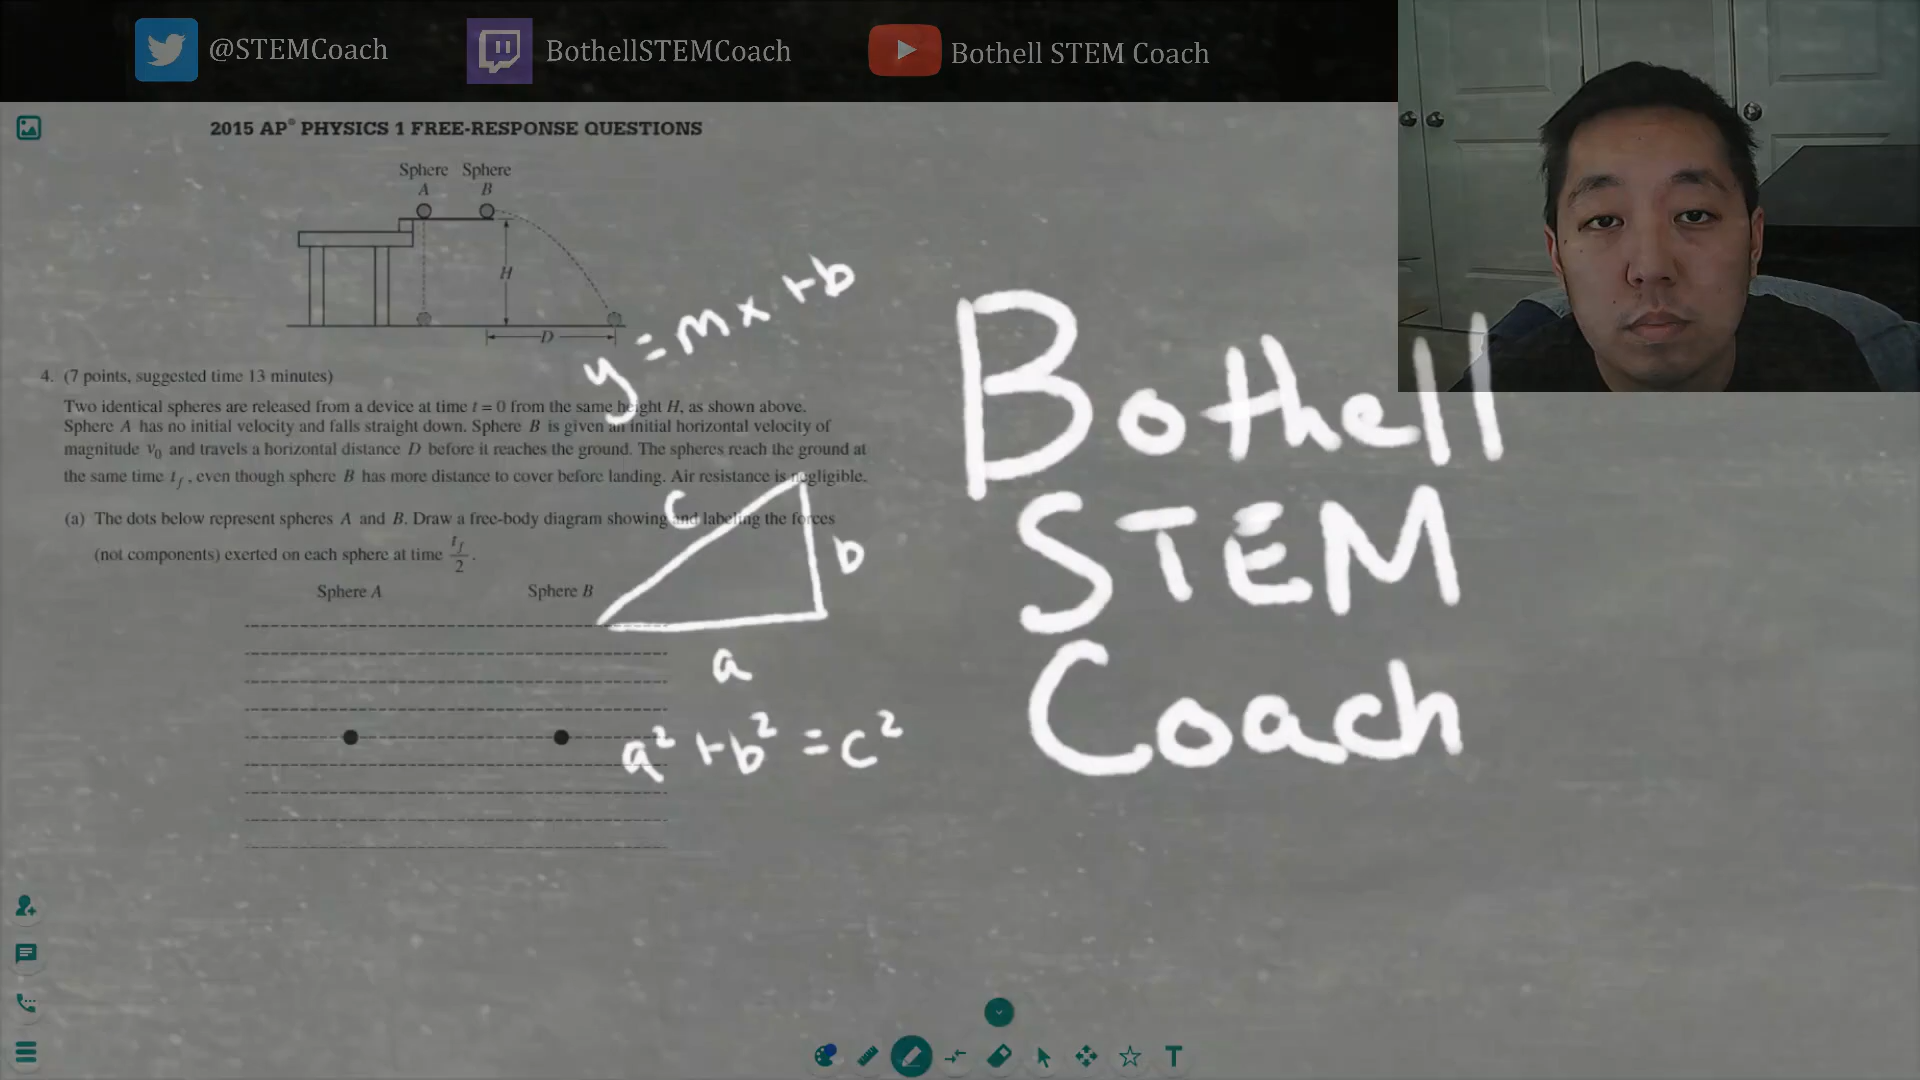 @STEMCoach
BothellSTEMCoach
Bothell STEM Coach
2015 AP® PHYSICS 1 FREE-RESPONSE QUESTIONS
Sphere Sphere
A B
H
D
y = mx + b
4. (7 points, suggested time 13 minutes)
Two identical spheres are released from a device at time t = 0 from the same height H, as shown above.
Sphere A has no initial velocity and falls straight down. Sphere B is given an initial horizontal velocity of
magnitude v₀ and travels a horizontal distance D before it reaches the ground. The spheres reach the ground at
the same time t_f, even though sphere B has more distance to cover before landing. Air resistance is negligible.
(a) The dots below represent spheres A and B. Draw a free-body diagram showing and labeling the forces
(not components) exerted on each sphere at time t_f/2.
Sphere A Sphere B
c
b
a
a² + b² = c²
Bothell
STEM
Coach
T